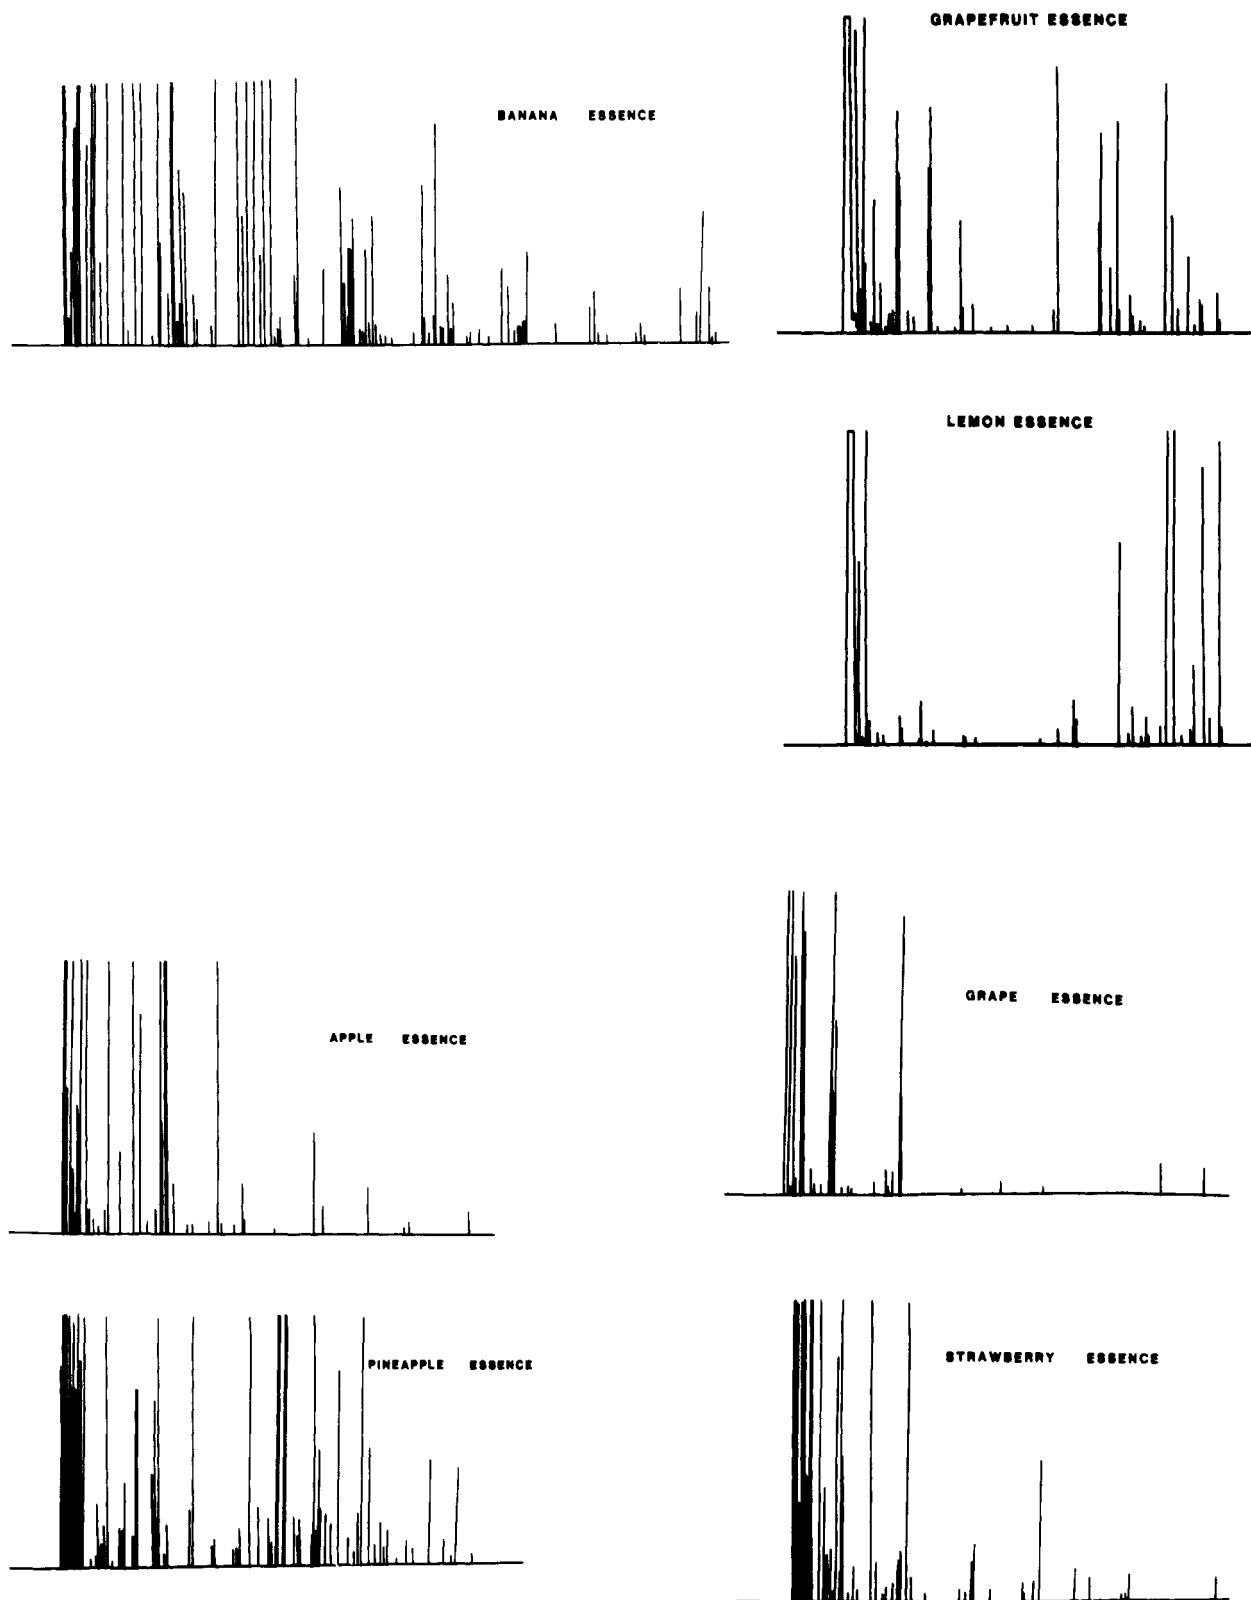 GRAPEFRUIT ESSENCE
BANANA ESSENCE
LEMON ESSENCE
GRAPE ESSENCE
APPLE ESSENCE
STRAWBERRY ESSENCE
PINEAPPLE ESSENCE